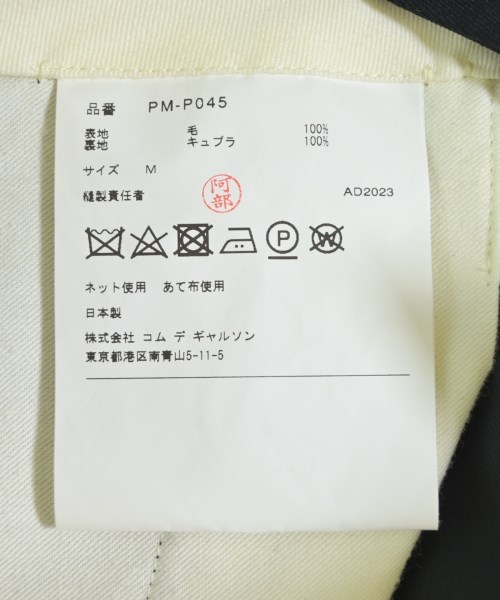 品番 PM-P045
表地 毛 100%
裏地 キュプラ 100%
サイズ M
縫製責任者 阿部 AD2023
P W
ネット使用 あて布使用
日本製
株式会社 コム デ ギャルソン
東京都港区南青山5-11-5